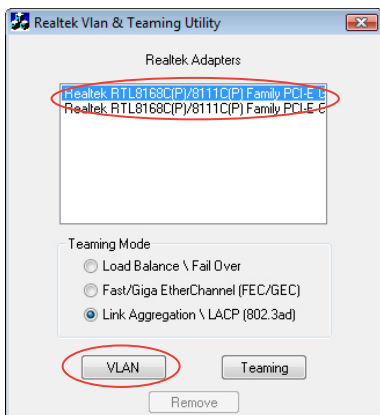 Realtek Vlan & Teaming Utility
Realtek Adapters
Realtek RTL8168C(P)/8111C(P) Family PCI-E G
Realtek RTL8168C(P)/8111C(P) Family PCI-E G
Teaming Mode
Load Balance \ Fail Over
Fast/Giga EtherChannel (FEC/GEC)
Link Aggregation \ LACP (802.3ad)
VLAN Teaming
Remove